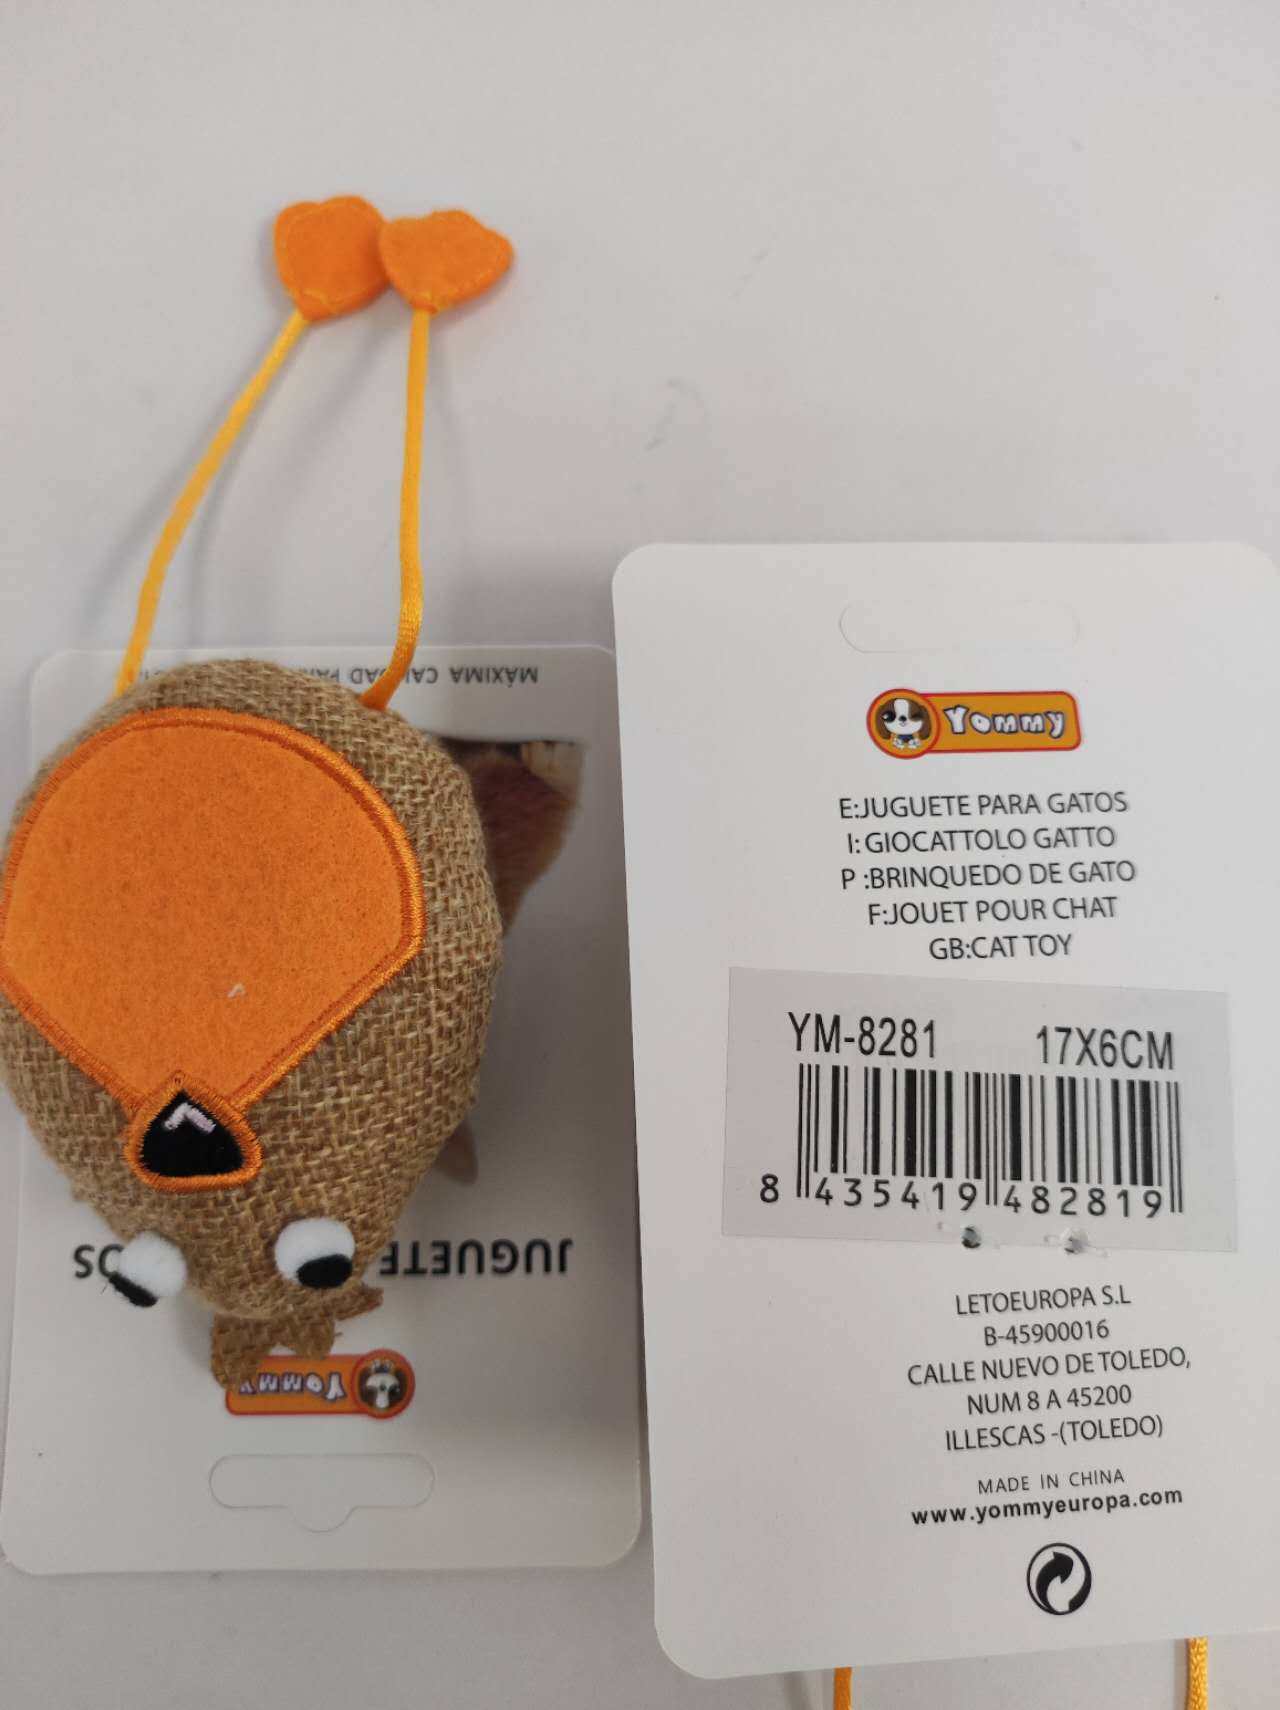 MÁXIMA CALIDAD PAR
JUGUETE
OS
Yommy
Yommy
E:JUGUETE PARA GATOS
I:GIOCATTOLO GATTO
P :BRINQUEDO DE GATO
F:JOUET POUR CHAT
GB:CAT TOY
YM-8281 17X6CM
8 435419 482819
LETOEUROPA S.L
B-45900016
CALLE NUEVO DE TOLEDO,
NUM 8 A 45200
ILLESCAS -(TOLEDO)
MADE IN CHINA
www.yommyeuropa.com